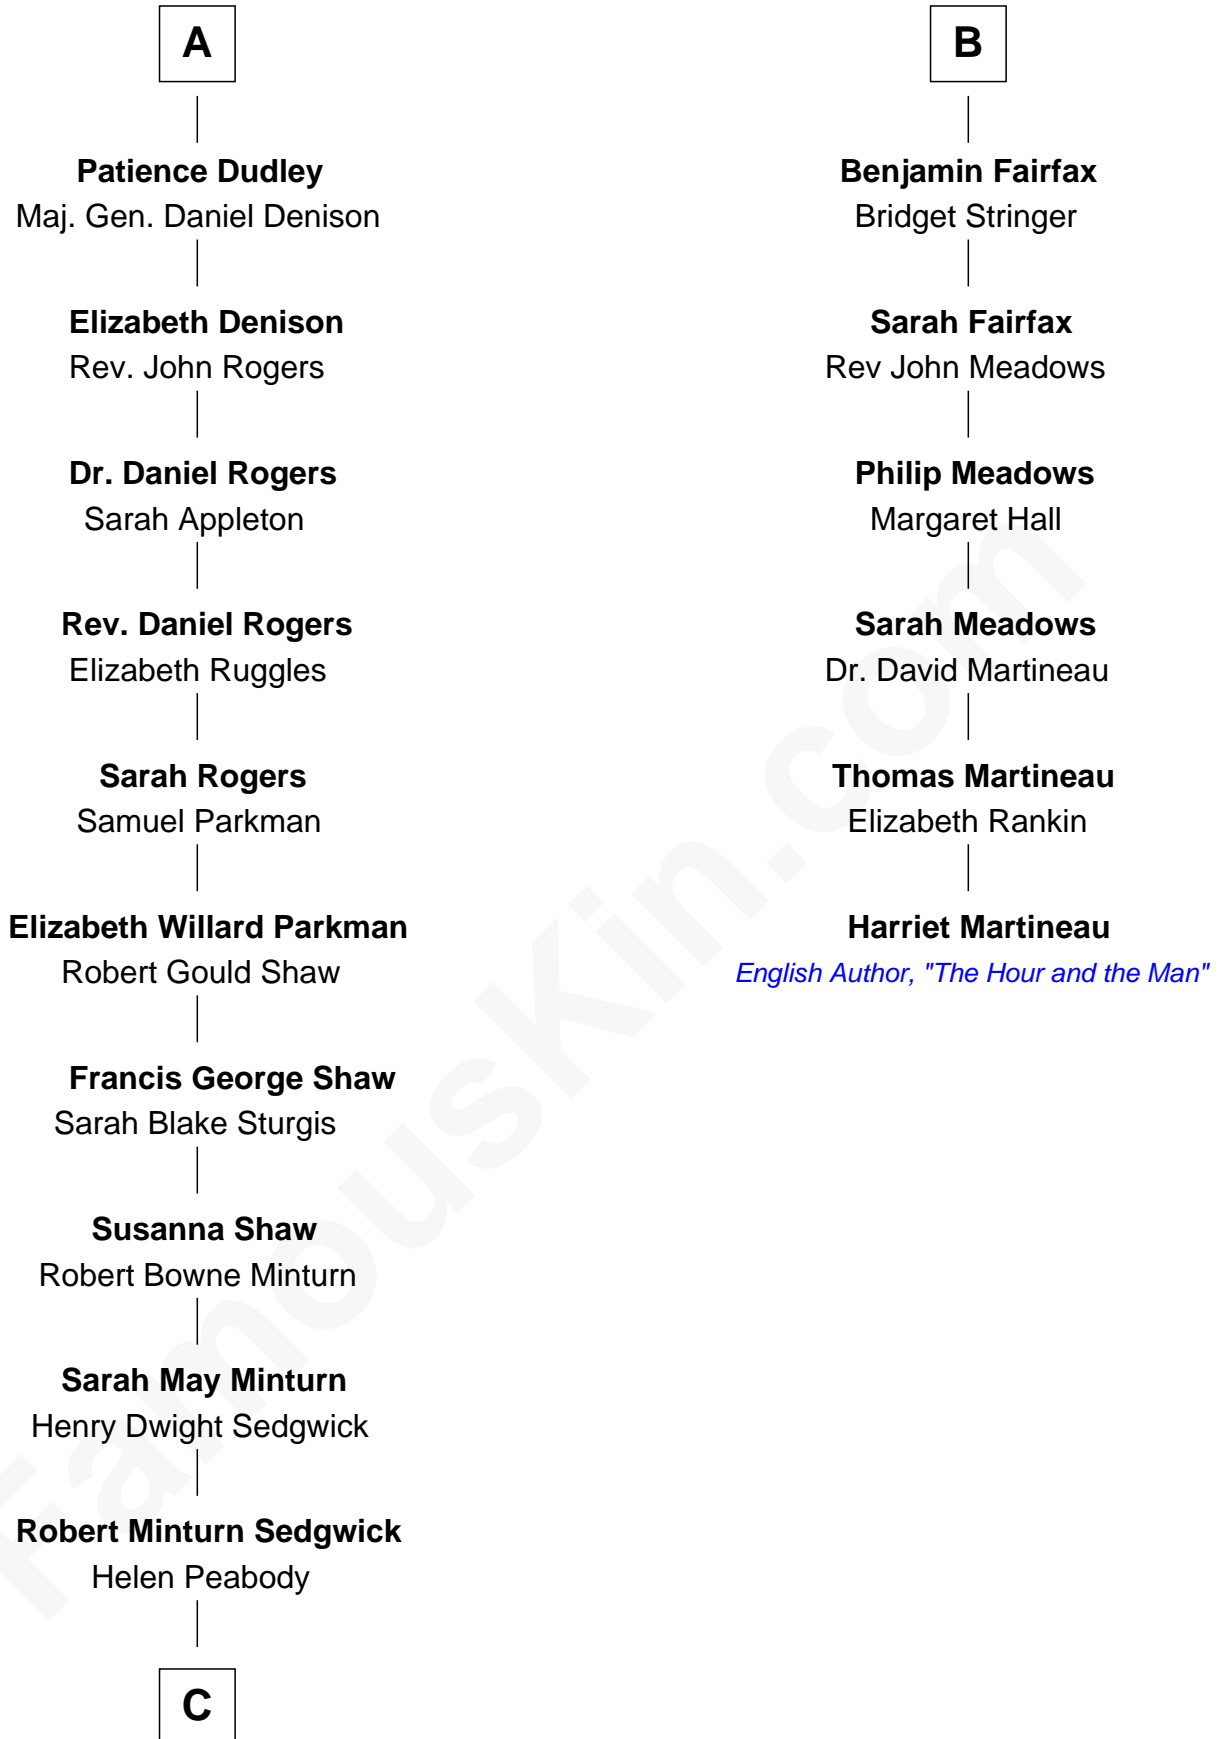 A
Patience Dudley
Maj. Gen. Daniel Denison
Elizabeth Denison
Rev. John Rogers
Dr. Daniel Rogers
Sarah Appleton
Rev. Daniel Rogers
Elizabeth Ruggles
Sarah Rogers
Samuel Parkman
Elizabeth Willard Parkman
Robert Gould Shaw
Francis George Shaw
Sarah Blake Sturgis
Susanna Shaw
Robert Bowne Minturn
Sarah May Minturn
Henry Dwight Sedgwick
Robert Minturn Sedgwick
Helen Peabody
C
B
Benjamin Fairfax
Bridget Stringer
Sarah Fairfax
Rev John Meadows
Philip Meadows
Margaret Hall
Sarah Meadows
Dr. David Martineau
Thomas Martineau
Elizabeth Rankin
Harriet Martineau
English Author, "The Hour and the Man"
FamousKin.com